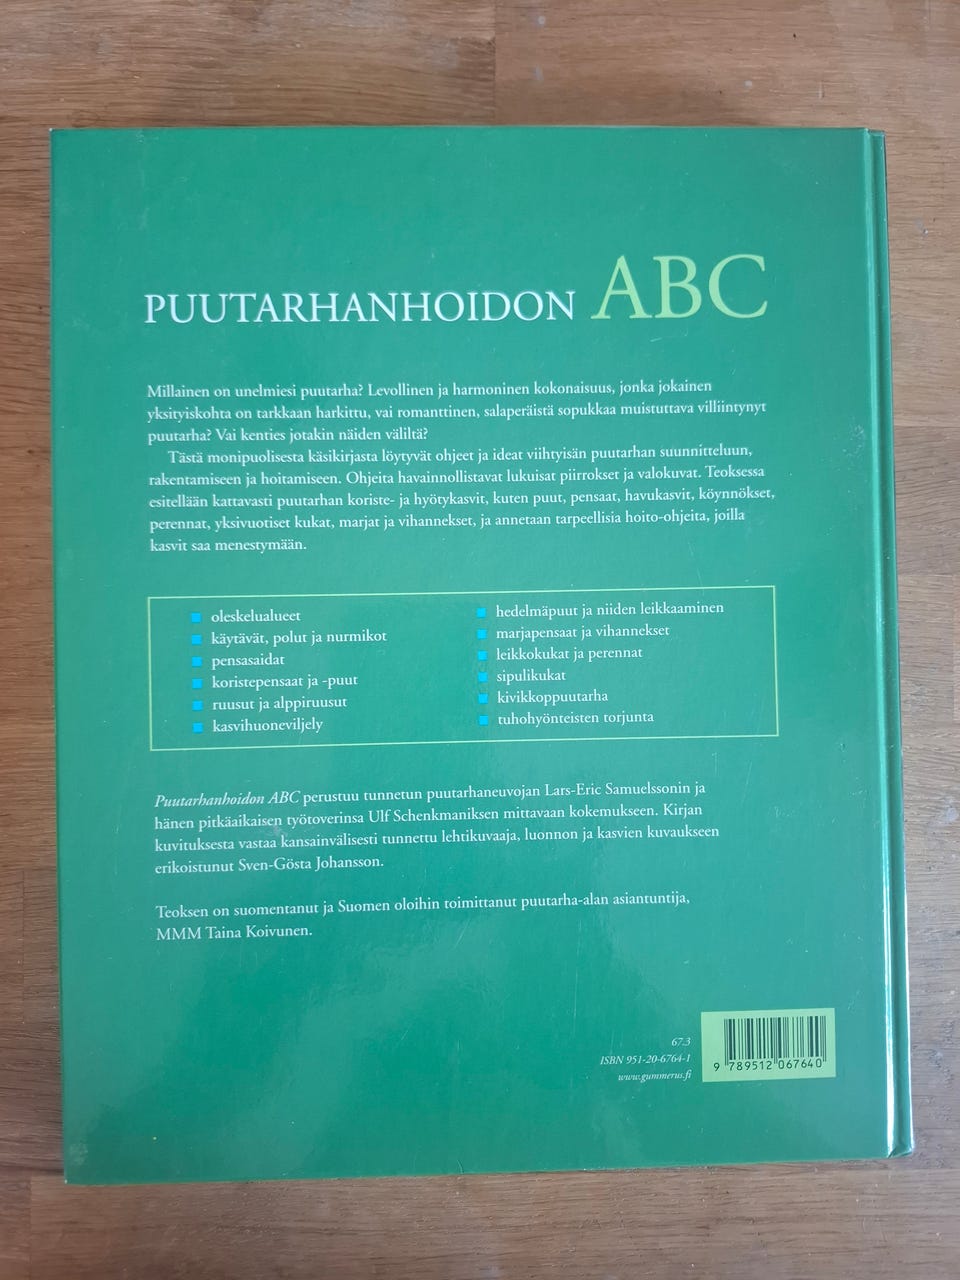 PUUTARHANHOIDON ABC
Millainen on unelmiesi puutarha? Levollinen ja harmoninen kokonaisuus, jonka jokainen
yksityiskohta on tarkkaan harkittu, vai romanttinen, salaperäistä sopukkaa muistuttava villiintynyt
puutarha? Vai kenties jotakin näiden väliltä?
Tästä monipuolisesta käsikirjasta löytyvät ohjeet ja ideat viihtyisän puutarhan suunnitteluun,
rakentamiseen ja hoitamiseen. Ohjeita havainnollistavat lukuisat piirrokset ja valokuvat. Teoksessa
esitellään kattavasti puutarhan koriste- ja hyötykasvit, kuten puut, pensaat, havukasvit, köynnökset,
perennat, yksivuotiset kukat, marjat ja vihannekset, ja annetaan tarpeellisia hoito-ohjeita, joilla
kasvit saa menestymään.
oleskelualueet
käytävät, polut ja nurmikot
pensasaidat
koristepensaat ja -puut
ruusut ja alppiruusut
kasvihuoneviljely
hedelmäpuut ja niiden leikkaaminen
marjapensaat ja vihannekset
leikkokukat ja perennat
sipulikukat
kivikkoppuutarha
tuhohyönteisten torjunta
Puutarhanhoidon ABC perustuu tunnetun puutarhaneuvojan Lars-Eric Samuelssonin ja
hänen pitkäaikaisen työtoverinsa Ulf Schenkmaniksen mittavaan kokemukseen. Kirjan
kuvituksesta vastaa kansainvälisesti tunnettu lehtikuvaaja, luonnon ja kasvien kuvaukseen
erikoistunut Sven-Gösta Johansson.
Teoksen on suomentanut ja Suomen oloihin toimittanut puutarha-alan asiantuntija,
MMM Taina Koivunen.
67.3
ISBN 951-20-6764-1
www.gummerus.fi
9 789512 067640